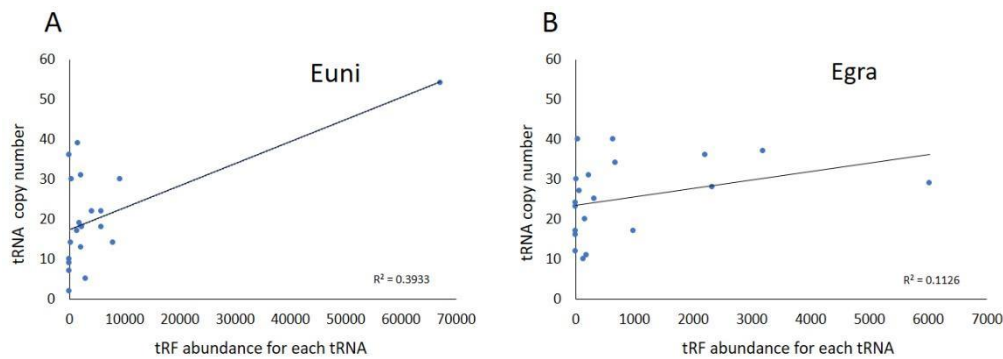 A
Euni
tRNA copy number
60
50
40
30
20
10
0
R² = 0.3933
0 10000 20000 30000 40000 50000 60000 70000
tRF abundance for each tRNA
B
Egra
tRNA copy number
60
50
40
30
20
10
0
R² = 0.1126
0 1000 2000 3000 4000 5000 6000 7000
tRF abundance for each tRNA